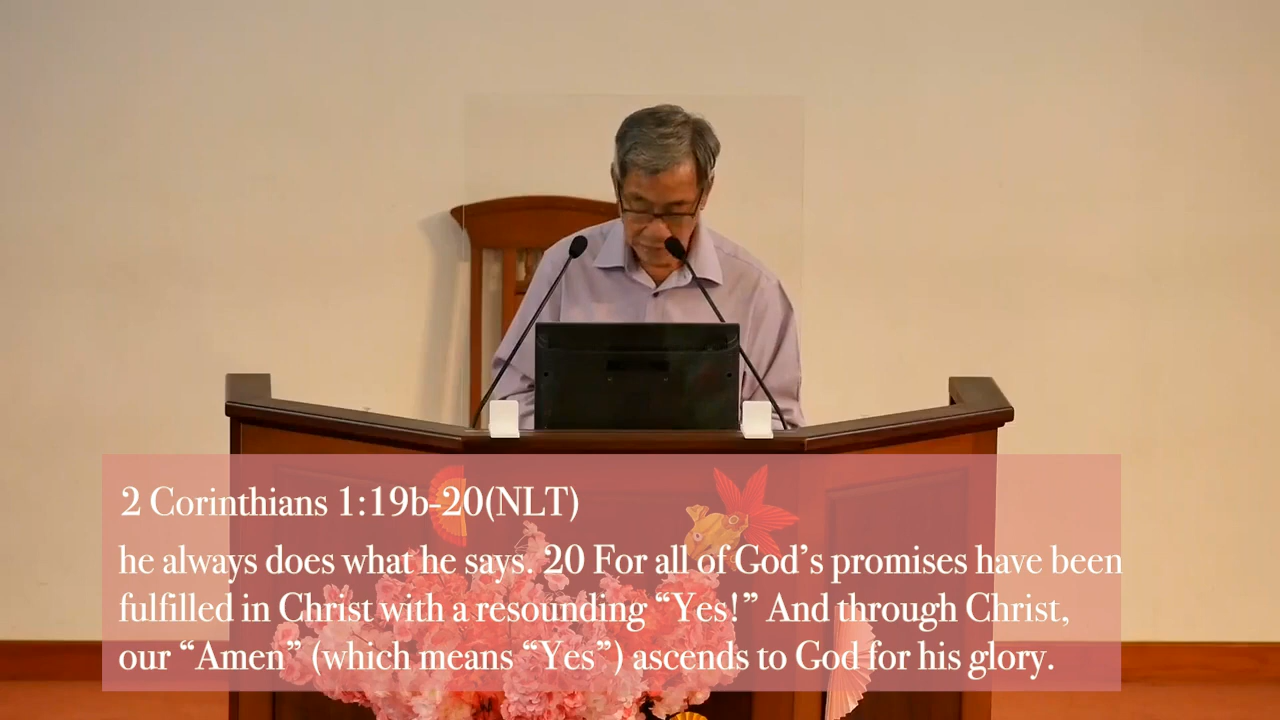 2 Corinthians 1:19b-20(NLT)
he always does what he says. 20 For all of God’s promises have been
fulfilled in Christ with a resounding “Yes!” And through Christ,
our “Amen” (which means “Yes”) ascends to God for his glory.